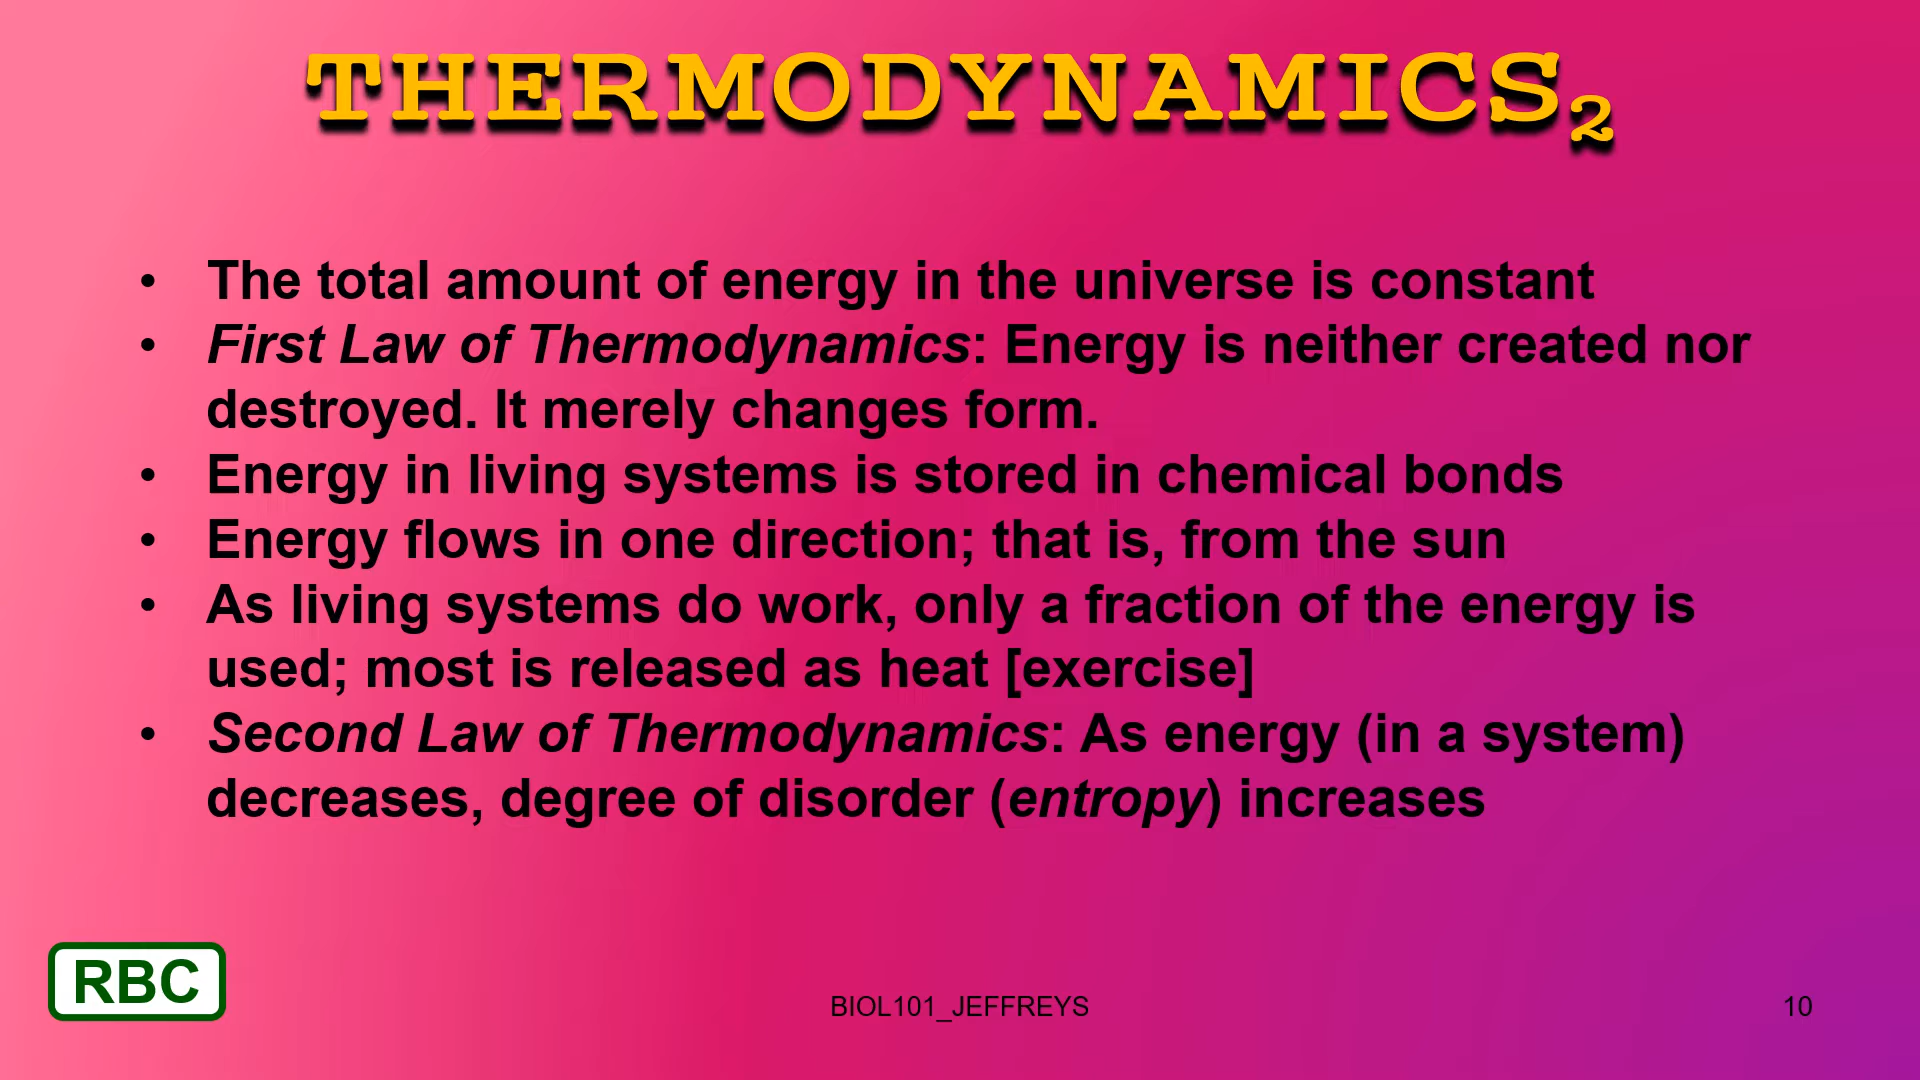 THERMODYNAMICS₂
• The total amount of energy in the universe is constant
• First Law of Thermodynamics: Energy is neither created nor
destroyed. It merely changes form.
• Energy in living systems is stored in chemical bonds
• Energy flows in one direction; that is, from the sun
• As living systems do work, only a fraction of the energy is
used; most is released as heat [exercise]
• Second Law of Thermodynamics: As energy (in a system)
decreases, degree of disorder (entropy) increases
RBC
BIOL101_JEFFREYS
10